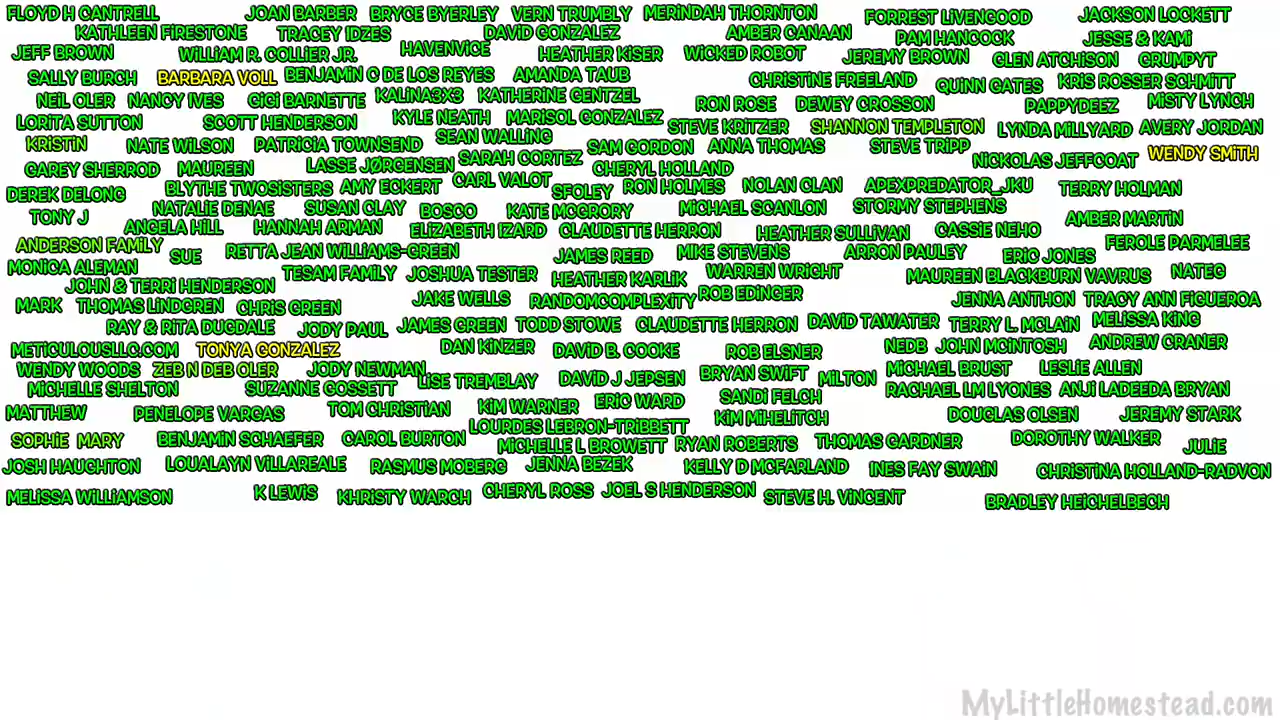 FLOYD H CANTRELL JOAN BARBER BRYCE BYERLEY VERN TRUMBLY MERINDAH THORNTON FORREST LIVENGOOD JACKSON LOCKETT
KATHLEEN FIRESTONE TRACEY IDZES DAVID GONZALEZ AMBER CANAAN PAM HANCOCK JESSE & KAMI
JEFF BROWN WILLIAM R. COLLIER JR. HAVENVICE HEATHER KISER WICKED ROBOT JEREMY BROWN GLEN ATCHISON GRUMPYT
SALLY BURCH BARBARA VOLL BENJAMIN C DE LOS REYES AMANDA TAUB CHRISTINE FREELAND QUINN GATES KRIS ROSSER SCHMITT
NEIL OLER NANCY IVES GIGI BARNETTE KALINA3X3 KATHERINE GENTZEL RON ROSE DEWEY CROSSON PAPPYDEEZ MISTY LYNCH
LORITA SUTTON SCOTT HENDERSON KYLE NEATH MARISOL GONZALEZ STEVE KRITZER SHANNON TEMPLETON LYNDA MILLYARD AVERY JORDAN
KRISTIN NATE WILSON PATRICIA TOWNSEND SEAN WALLING SAM GORDON ANNA THOMAS STEVE TRIPP WENDY SMITH
GAREY SHERROD MAUREEN LASSE JØRGENSEN SARAH CORTEZ CHERYL HOLLAND NICKOLAS JEFFCOAT
DEREK DELONG BLYTHE TWOSISTERS AMY ECKERT CARL VALOT SFOLEY RON HOLMES NOLAN CLAN APEXPREDATOR_JKU TERRY HOLMAN
TONY J NATALIE DENAE SUSAN CLAY BOSCO KATE MCGRORY MICHAEL SCANLON STORMY STEPHENS AMBER MARTIN
ANGELA HILL HANNAH ARMAN ELIZABETH IZARD CLAUDETTE HERRON HEATHER SULLIVAN CASSIE NEHO
ANDERSON FAMILY SUE RETTA JEAN WILLIAMS-GREEN JAMES REED MIKE STEVENS ARRON PAULEY ERIC JONES FEROLE PARMELEE
MONICA ALEMAN TESAM FAMILY JOSHUA TESTER HEATHER KARLIK WARREN WRIGHT MAUREEN BLACKBURN VAVRUS NATEG
JOHN & TERRI HENDERSON
MARK THOMAS LINDGREN CHRIS GREEN JAKE WELLS RANDOMCOMPLEXITY ROB EDINGER JENNA ANTHON TRACY ANN FIGUEROA
RAY & RITA DUGDALE JODY PAUL JAMES GREEN TODD STOWE CLAUDETTE HERRON DAVID TAWATER TERRY L. MCLAIN MELISSA KING
METICULOUSLLC.COM TONYA GONZALEZ DAN KINZER DAVID B. COOKE ROB ELSNER NEDB JOHN MCINTOSH ANDREW CRANER
WENDY WOODS ZEB N DEB OLER JODY NEWMAN LISE TREMBLAY DAVID J JEPSEN BRYAN SWIFT MILTON MICHAEL BRUST LESLIE ALLEN
MICHELLE SHELTON SUZANNE GOSSETT ERIC WARD SANDI FELCH RACHAEL LM LYONES ANJI LADEEDA BRYAN
MATTHEW PENELOPE VARGAS TOM CHRISTIAN KIM WARNER KIM MIHELITCH DOUGLAS OLSEN JEREMY STARK
LOURDES LEBRON-TRIBBETT
SOPHIE MARY BENJAMIN SCHAEFER CAROL BURTON MICHELLE L BROWETT RYAN ROBERTS THOMAS GARDNER DOROTHY WALKER JULIE
JOSH HAUGHTON LOUALAYN VILLAREALE RASMUS MOBERG JENNA BEZEK KELLY D MCFARLAND INES FAY SWAIN CHRISTINA HOLLAND-RADVON
MELISSA WILLIAMSON K LEWIS KHRISTY WARCH CHERYL ROSS JOEL S HENDERSON STEVE H. VINCENT BRADLEY HEICHELBECH
MyLittleHomestead.com